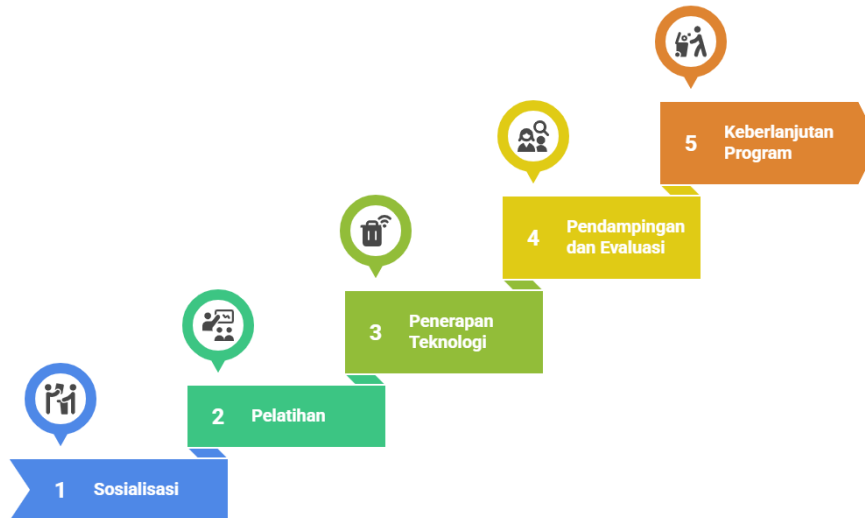 1 Sosialisasi
2 Pelatihan
3 Penerapan
Teknologi
4 Pendampingan
dan Evaluasi
5 Keberlanjutan
Program